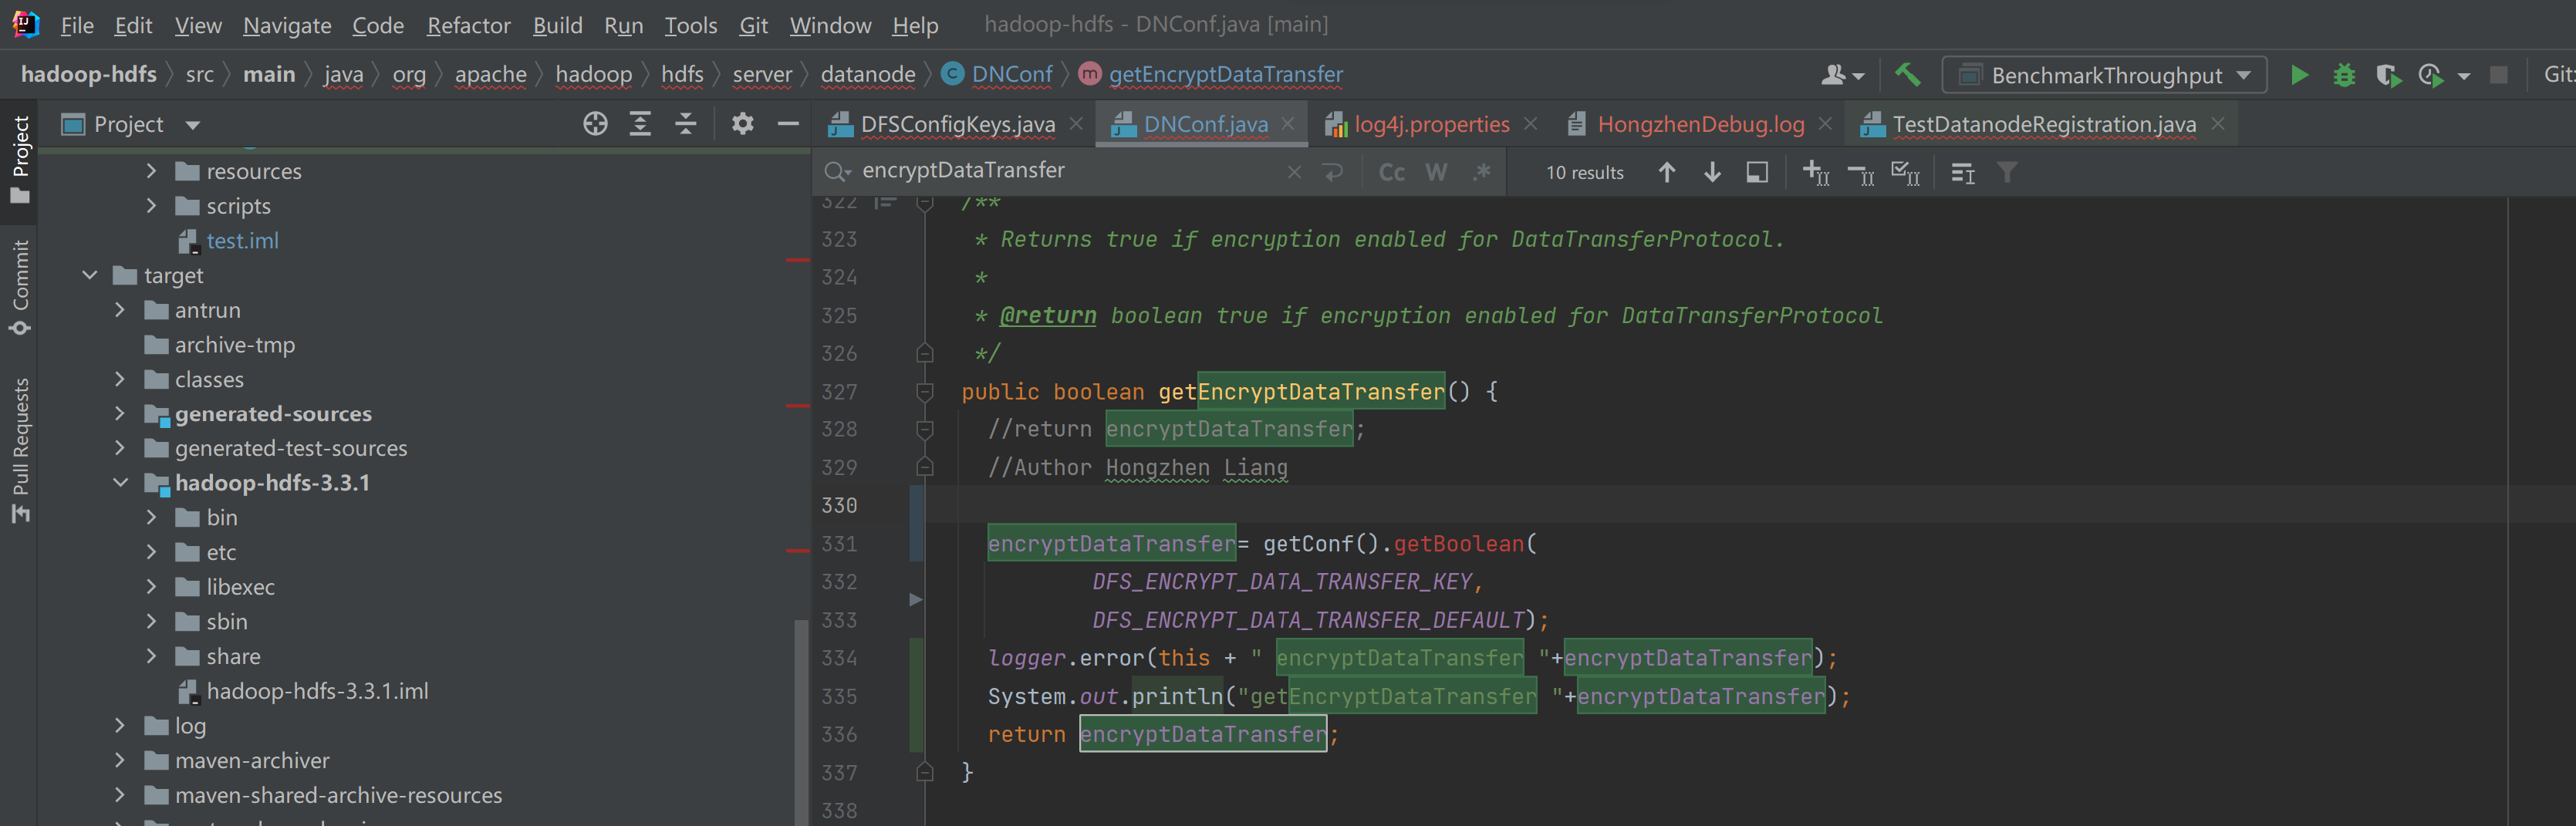 File Edit View Navigate Code Refactor Build Run Tools Git Window Help hadoop-hdfs - DNConf.java [main]
hadoop-hdfs src main java org apache hadoop hdfs server datanode DNConf getEncryptDataTransfer BenchmarkThroughput Git:
Project
Commit
Pull Requests
Project
resources
scripts
test.iml
target
antrun
archive-tmp
classes
generated-sources
generated-test-sources
hadoop-hdfs-3.3.1
bin
etc
libexec
sbin
share
hadoop-hdfs-3.3.1.iml
log
maven-archiver
maven-shared-archive-resources
DFSConfigKeys.java DNConf.java log4j.properties HongzhenDebug.log TestDatanodeRegistration.java
encryptDataTransfer Cc W .* 10 results
322 /**
323 * Returns true if encryption enabled for DataTransferProtocol.
324 *
325 * @return boolean true if encryption enabled for DataTransferProtocol
326 */
327 public boolean getEncryptDataTransfer() {
328 //return encryptDataTransfer;
329 //Author Hongzhen Liang
330
331 encryptDataTransfer= getConf().getBoolean(
332 DFS_ENCRYPT_DATA_TRANSFER_KEY,
333 DFS_ENCRYPT_DATA_TRANSFER_DEFAULT);
334 logger.error(this + " encryptDataTransfer "+encryptDataTransfer);
335 System.out.println("getEncryptDataTransfer "+encryptDataTransfer);
336 return encryptDataTransfer;
337 }
338